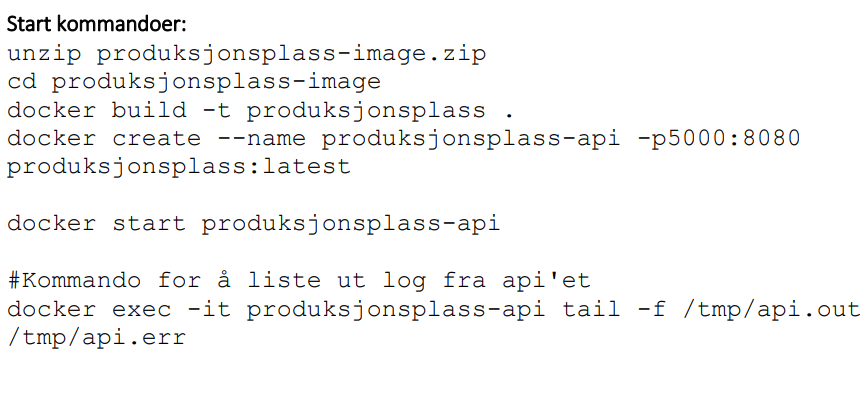 Start kommandoer:
unzip produksjonsplass-image.zip
cd produksjonsplass-image
docker build -t produksjonsplass .
docker create --name produksjonsplass-api -p5000:8080
produksjonsplass:latest
docker start produksjonsplass-api
#Kommando for å liste ut log fra api'et
docker exec -it produksjonsplass-api tail -f /tmp/api.out
/tmp/api.err